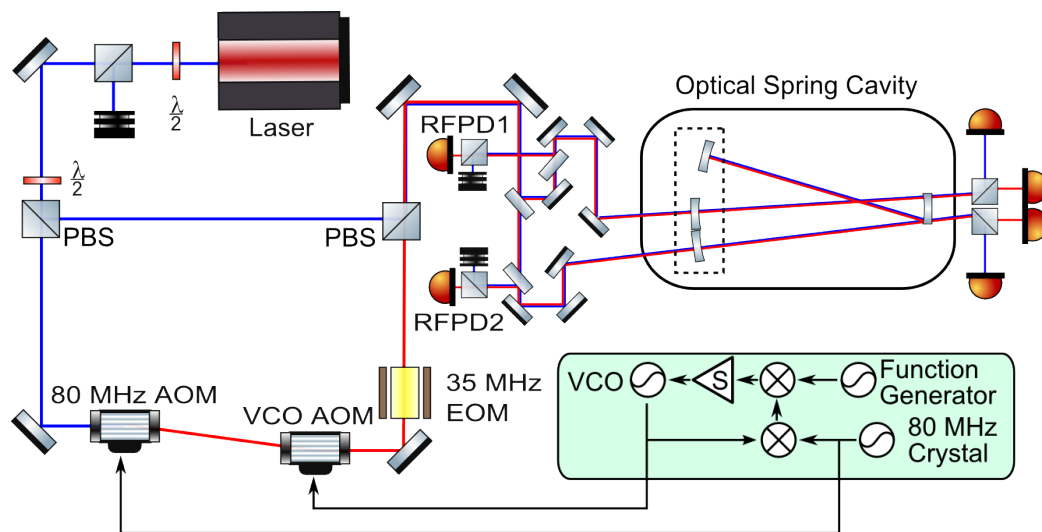 Optical Spring Cavity
λ/2
Laser
RFPD1
λ/2
PBS
PBS
RFPD2
80 MHz AOM
VCO AOM
35 MHz
EOM
VCO
S
Function
Generator
80 MHz
Crystal